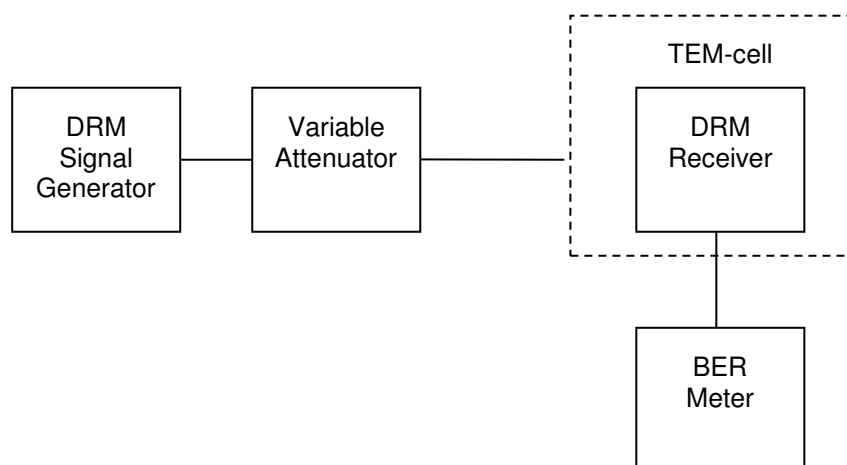 TEM-cell
DRM
Signal
Generator
Variable
Attenuator
DRM
Receiver
BER
Meter